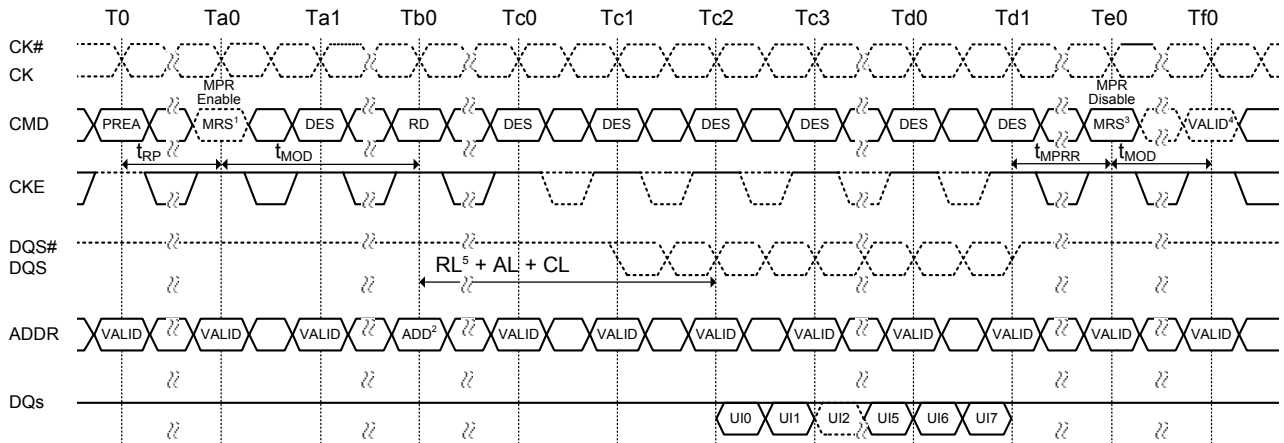 T0 Ta0 Ta1 Tb0 Tc0 Tc1 Tc2 Tc3 Td0 Td1 Te0 Tf0
CK#
CK
MPR Enable
MPR Disable
CMD PREA MRS¹ DES RD DES DES DES DES DES DES MRS³ VALID⁴
tRP tMOD tMPRR tMOD
CKE
DQS#
DQS
RL⁵ + AL + CL
ADDR VALID VALID VALID ADD² VALID VALID VALID VALID VALID VALID VALID VALID
DQs
UI0 UI1 UI2 UI5 UI6 UI7